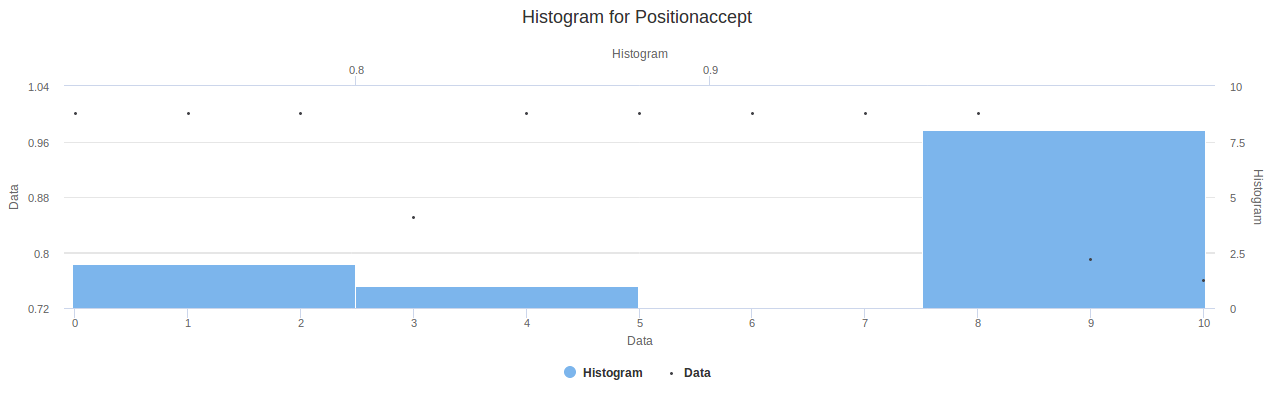 Histogram for Positionaccept
Histogram
0.8 0.9
1.04 10
0.96 7.5
0.88 5
0.8 2.5
0.72 0
Data
Histogram
0 1 2 3 4 5 6 7 8 9 10
Data
Histogram Data